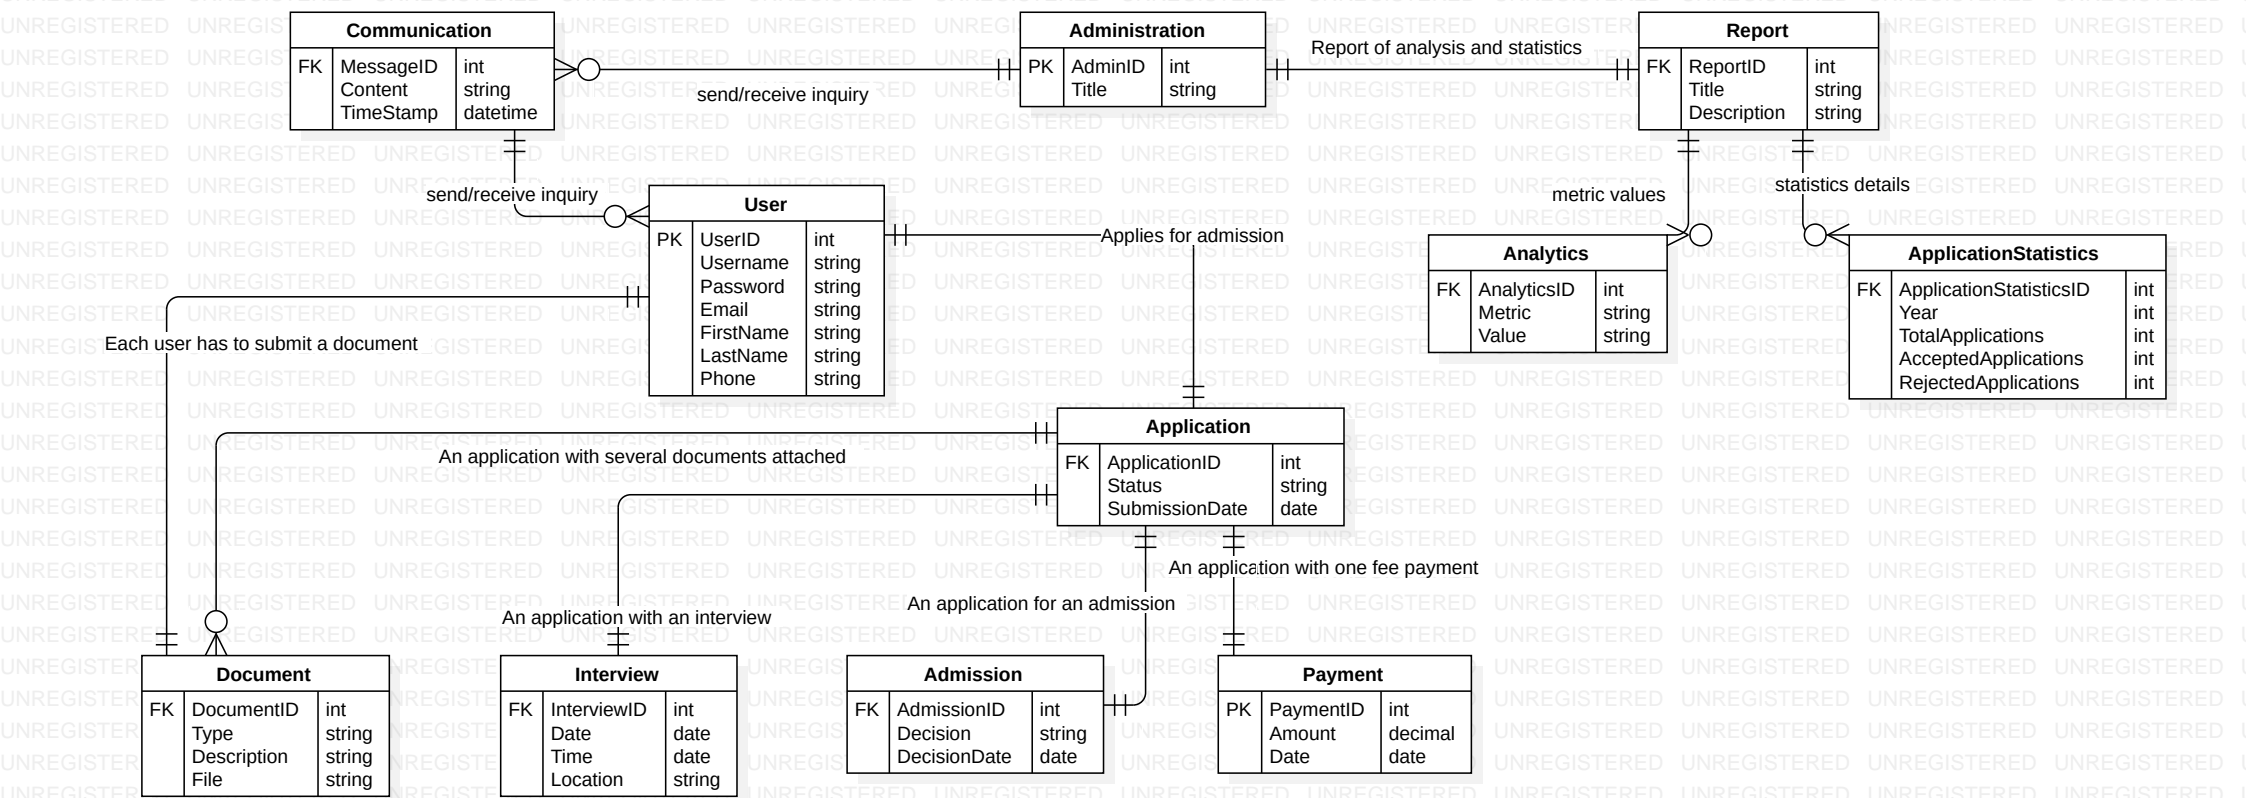 Communication
FK MessageID int
Content string
TimeStamp datetime
send/receive inquiry
Administration
PK AdminID int
Title string
Report of analysis and statistics
Report
FK ReportID int
Title string
Description string
send/receive inquiry
User
PK UserID int
Username string
Password string
Email string
FirstName string
LastName string
Phone string
Applies for admission
metric values
statistics details
Analytics
FK AnalyticsID int
Metric string
Value string
ApplicationStatistics
FK ApplicationStatisticsID int
Year int
TotalApplications int
AcceptedApplications int
RejectedApplications int
Each user has to submit a document
Application
FK ApplicationID int
Status string
SubmissionDate date
An application with several documents attached
An application with one fee payment
An application for an admission
An application with an interview
Document
FK DocumentID int
Type string
Description string
File string
Interview
FK InterviewID int
Date date
Time date
Location string
Admission
FK AdmissionID int
Decision string
DecisionDate date
Payment
PK PaymentID int
Amount decimal
Date date
UNREGISTERED